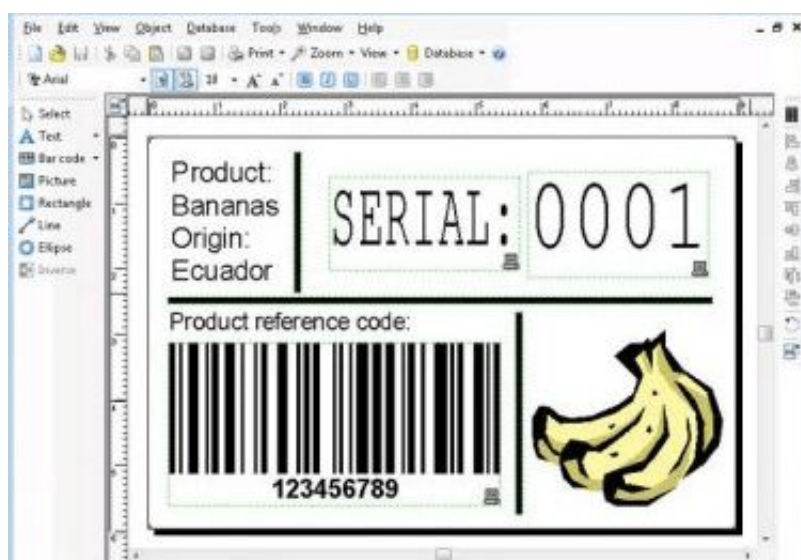 File Edit View Object Database Tools Window Help
Print Zoom View Database
Arial
Select
Text
Bar code
Picture
Rectangle
Line
Ellipse
Inverse
Product:
Bananas
Origin:
Ecuador
SERIAL: 0001
Product reference code:
123456789